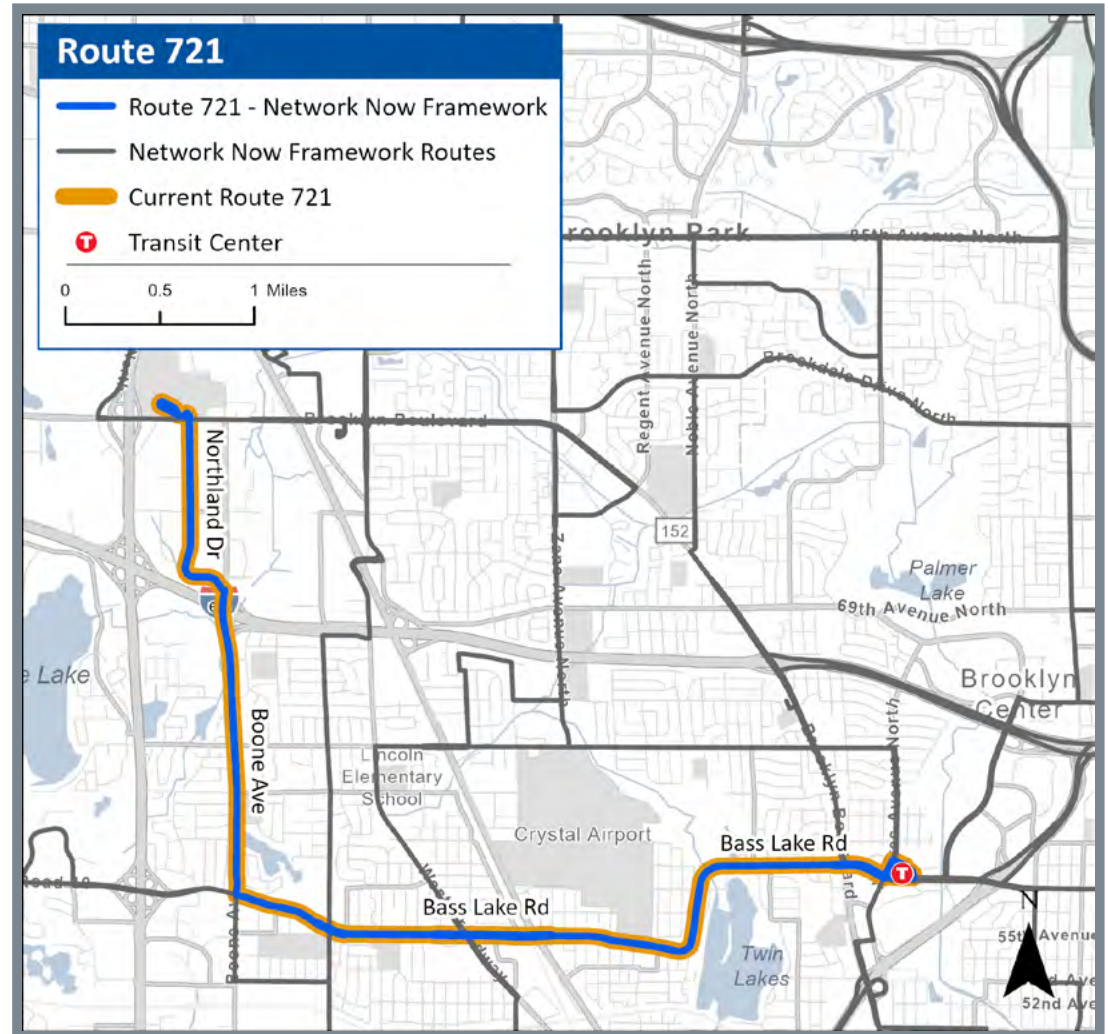 Route 721
Route 721 - Network Now Framework
Network Now Framework Routes
Current Route 721
T
Transit Center
0
0.5
1 Miles
rooklyn Park
85th Avenue North
Regent Avenue North
Noble Avenue North
Brookdale Drive North
Brooklyn Boulevard
Northland Dr
152
Zane Avenue North
Palmer
Lake
69th Avenue North
6
e Lake
Brooklyn
Center
Boone Ave
Lincoln
Elementary
School
Crystal Airport
Bass Lake Rd
T
Bass Lake Rd
Twin
Lakes
N
55th Avenue
52nd Ave